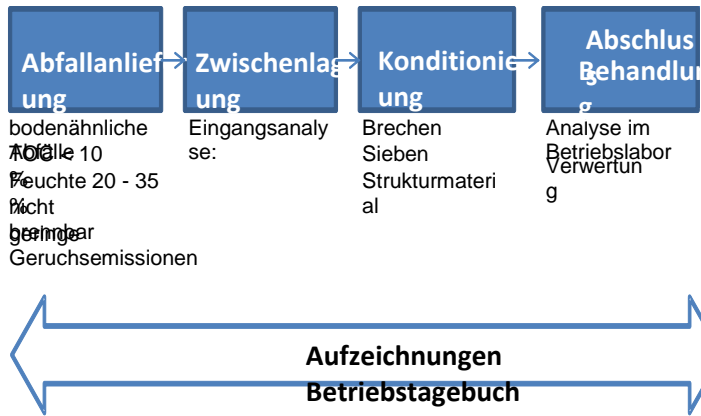 Abfallanlief
ung
Zwischenlag
ung
Konditionie
ung
Abschlus
s
Behandlun
g
bodenähnliche
Abfälle
TOC < 10
%
Feuchte 20 - 35
%
nicht
brennbar
geringe
Geruchsemissionen
Eingangsanaly
se:
Brechen
Sieben
Strukturmateri
al
Analyse im
Betriebslabor
Verwertun
g
Aufzeichnungen
Betriebstagebuch